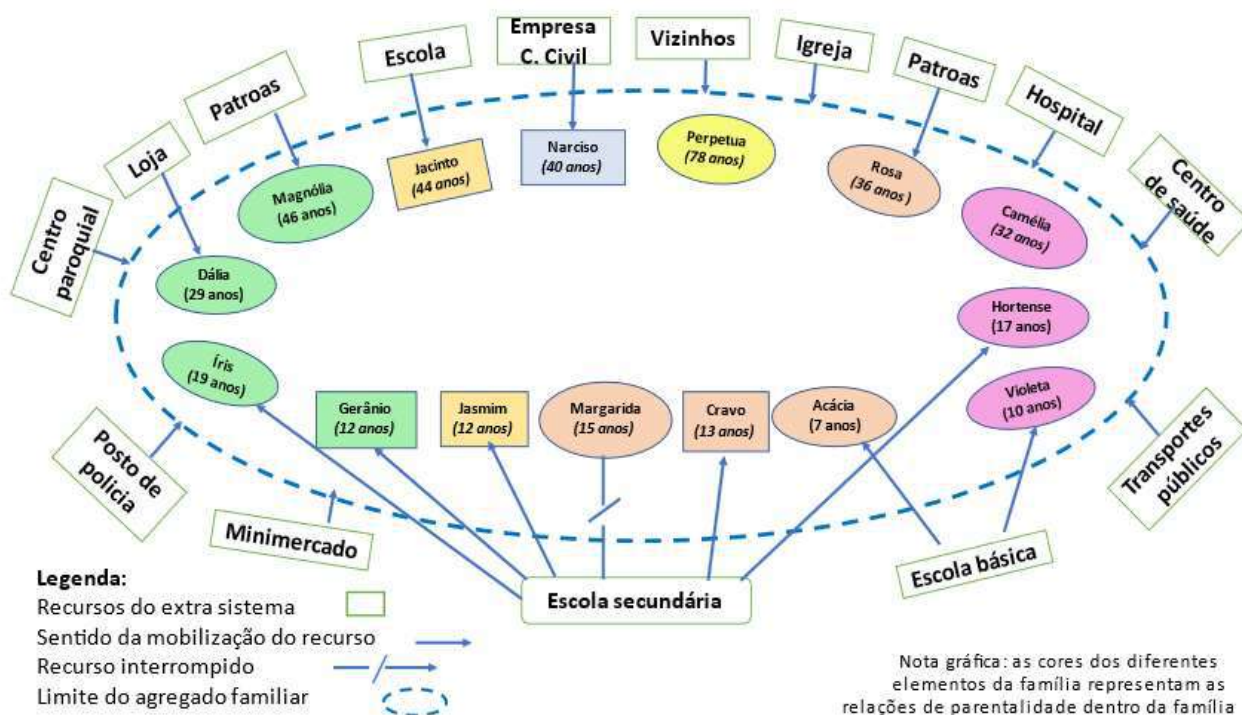 Empresa
C. Civil
Vizinhos
Escola
Igreja
Patroas
Patroas
Hospital
Loja
Centro
de saúde
Centro
paroquial
Magnólia
(46 anos)
Jacinto
(44 anos)
Narciso
(40 anos)
Perpetua
(78 anos)
Rosa
(36 anos)
Camélia
(32 anos)
Dália
(29 anos)
Hortense
(17 anos)
Íris
(19 anos)
Gerânio
(12 anos)
Jasmim
(12 anos)
Margarida
(15 anos)
Cravo
(13 anos)
Acácia
(7 anos)
Violeta
(10 anos)
Posto de
policia
Minimercado
Transportes
públicos
Escola básica
Escola secundária
Legenda:
Recursos do extra sistema
Sentido da mobilização do recurso
Recurso interrompido
Limite do agregado familiar
Nota gráfica: as cores dos diferentes
elementos da família representam as
relações de parentalidade dentro da família